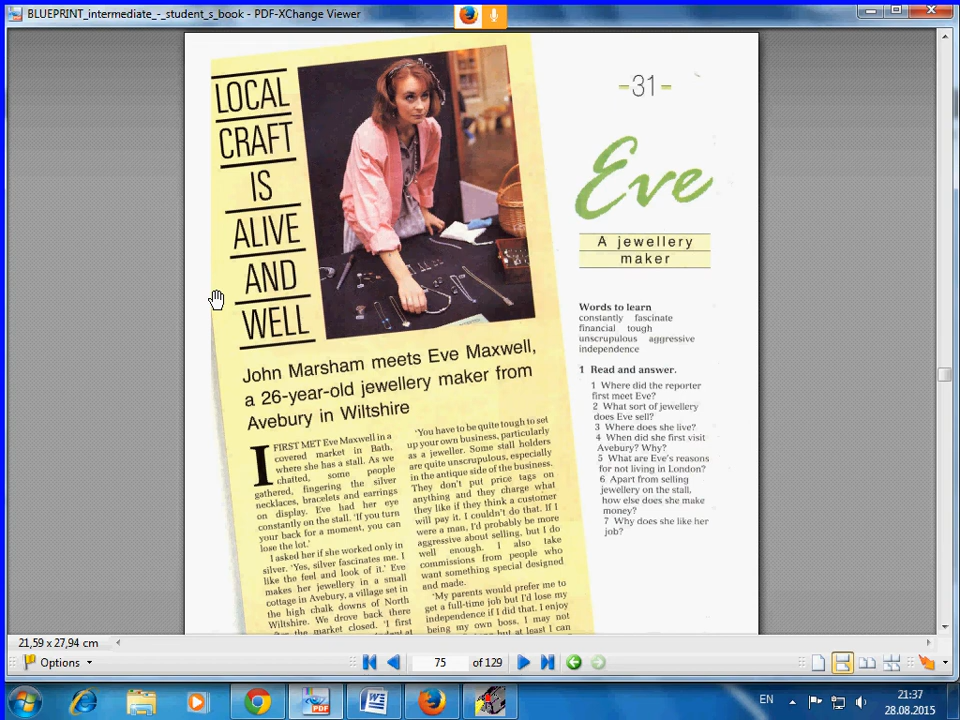 BLUEPRINT_intermediate_-_student_s_book - PDF-XChange Viewer
LOCAL
CRAFT
IS
ALIVE
AND
WELL
John Marsham meets Eve Maxwell,
a 26-year-old jewellery maker from
Avebury in Wiltshire
I FIRST MET Eve Maxwell in a
covered market in Bath,
where she has a stall. As we
chatted, some people
gathered, fingering the silver
necklaces, bracelets and earrings
on display. Eve had her eye
constantly on the stall. 'If you turn
your back for a moment, you can
lose the lot.'
I asked her if she worked only in
silver. 'Yes, silver fascinates me. I
like the feel and look of it.' Eve
makes her jewellery in a small
cottage in Avebury, a village set in
the high chalk downs of North
Wiltshire. We drove back there
the market closed. 'I first
'You have to be quite tough to set
up your own business, particularly
as a jeweller. Some stall holders
are quite unscrupulous, especially
in the antique side of the business.
They don't put price tags on
anything and they charge what
they like if they think a customer
will pay it. I couldn't do that. If I
were a man, I'd probably be more
aggressive about selling, but I do
well enough. I also take
commissions from people who
want something special designed
and made.
'My parents would prefer me to
get a full-time job but I'd lose my
independence if I did that. I enjoy
being my own boss. I may not
but at least I can
-31-
Eve
A jewellery
maker
Words to learn
constantly fascinate
financial tough
unscrupulous aggressive
independence
1 Read and answer.
1 Where did the reporter
first meet Eve?
2 What sort of jewellery
does Eve sell?
3 Where does she live?
4 When did she first visit
Avebury? Why?
5 What are Eve's reasons
for not living in London?
6 Apart from selling
jewellery on the stall,
how else does she make
money?
7 Why does she like her
job?
21,59 x 27,94 cm
Options
75 of 129
EN
21:37
28.08.2015
PDF